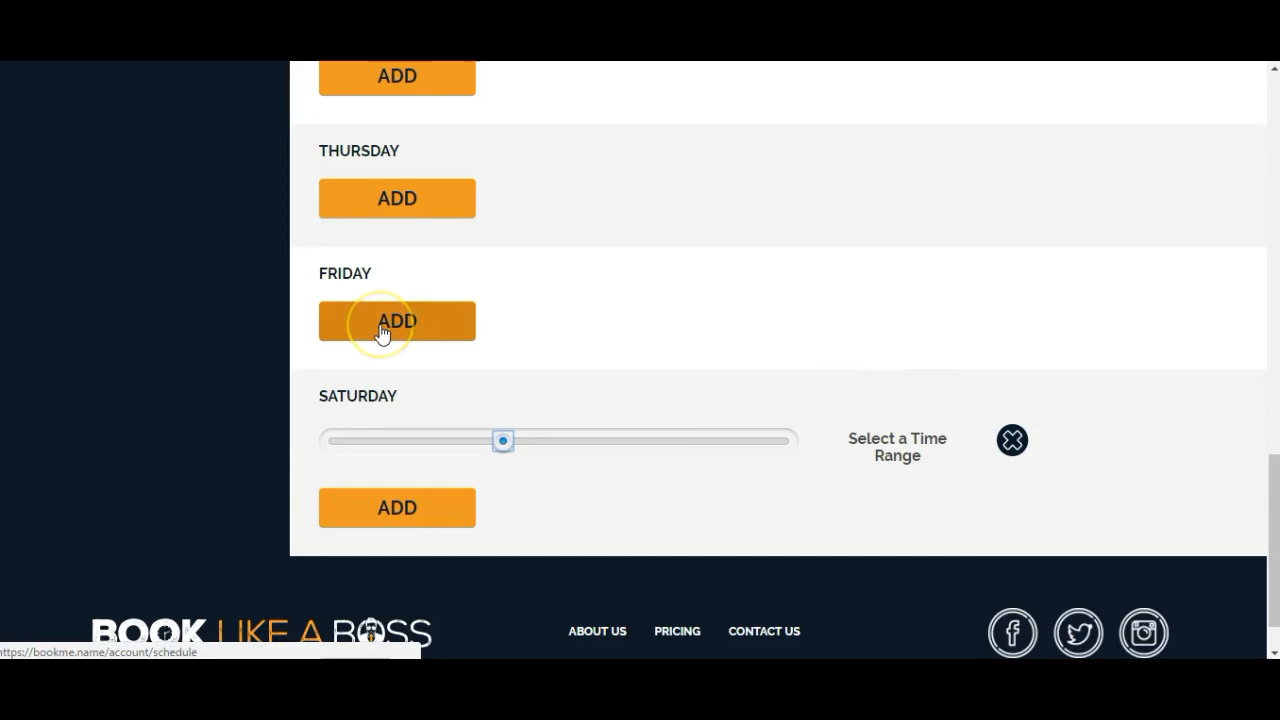 ADD
THURSDAY
ADD
FRIDAY
ADD
SATURDAY
Select a Time
Range
ADD
BOOK LIKE A BOSS
ABOUT US
PRICING
CONTACT US
https://bookme.name/account/schedule